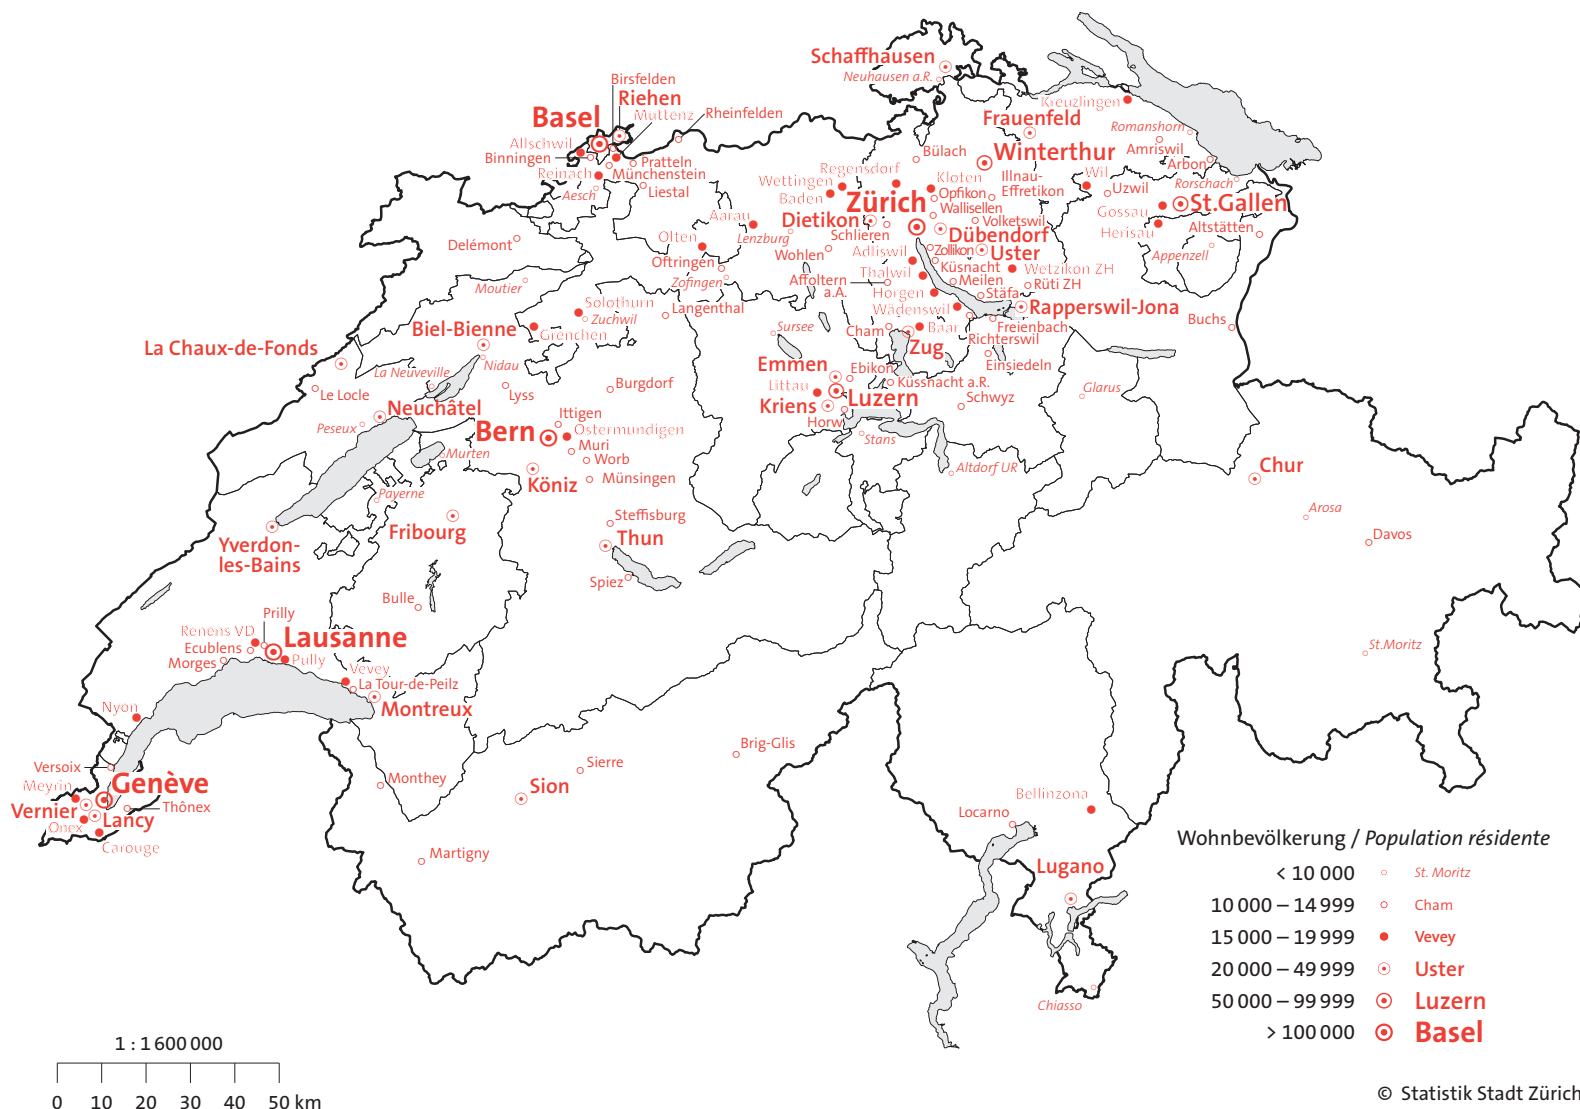 Schaffhausen
Neuhausen a.R.
Birsfelden
Riehen
Muttenz
Rheinfelden
Basel
Allschwil
Binningen
Pratteln
Münchenstein
Reinach
Aesch
Liestal
Kreuzlingen
Frauenfeld
Romanshorn
Amriswil
Arbon
Rorschach
Bülach
Winterthur
Regensdorf
Wettingen
Baden
Kloten
Illnau-
Effretikon
Opfikon
Wil
Uzwil
Zürich
Wallisellen
Gossau
St.Gallen
Dietikon
Volketswil
Herisau
Altstätten
Schlieren
Dübendorf
Aarau
Lenzburg
Olten
Wohlen
Zolikon
Uster
Appenzell
Delémont
Oftringen
Adliswil
Küsnacht
Wetzikon ZH
Zofingen
Affoltern
a.A.
Thalwil
Meilen
Rüti ZH
Moutier
Horgen
Stäfa
Solothurn
Zuchwil
Langenthal
Wädenswil
Rapperswil-Jona
Biel-Bienne
Grenchen
Sursee
Cham
Baar
Freienbach
Buchs
Richterswil
La Chaux-de-Fonds
Zug
Nidau
Einsiedeln
La Neuveville
Emmen
Ebikon
Le Locle
Lyss
Burgdorf
Littau
Küssnacht a.R.
Glarus
Luzern
Schwyz
Neuchâtel
Kriens
Horw
Peseux
Ittigen
Bern
Ostermundigen
Stans
Muri
Murten
Worb
Altdorf UR
Chur
Köniz
Münsingen
Payerne
Arosa
Steffisburg
Fribourg
Thun
Davos
Yverdon-
les-Bains
Spiez
Bulle
Prilly
Renens VD
Lausanne
Ecublens
Morges
Pully
St.Moritz
Vevey
La Tour-de-Peilz
Montreux
Nyon
Brig-Glis
Versoix
Sierre
Monthey
Genève
Meyrin
Sion
Vernier
Thônex
Lancy
Onex
Carouge
Bellinzona
Locarno
Martigny
Lugano
Chiasso
Wohnbevölkerung / Population résidente
< 10 000 St. Moritz
10 000 – 14 999 Cham
15 000 – 19 999 Vevey
20 000 – 49 999 Uster
50 000 – 99 999 Luzern
> 100 000 Basel
1 : 1 600 000
0 10 20 30 40 50 km
© Statistik Stadt Zürich